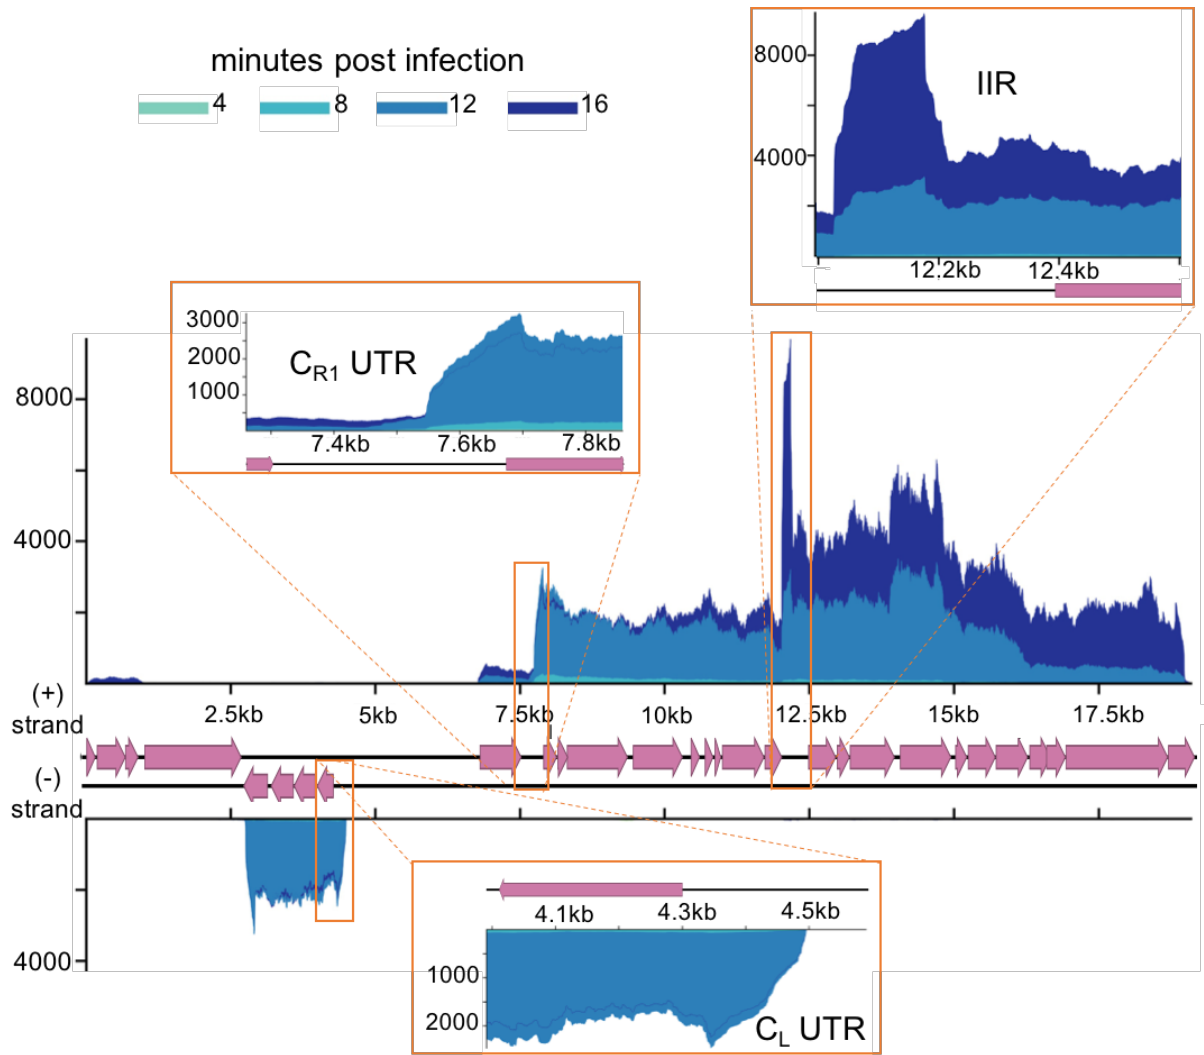 minutes post infection
4 8 12 16
8000
4000
IIR
12.2kb 12.4kb
3000
2000
1000
CR1 UTR
7.4kb 7.6kb 7.8kb
8000
4000
(+)
strand
2.5kb 5kb 7.5kb 10kb 12.5kb 15kb 17.5kb
(-)
strand
4000
4.1kb 4.3kb 4.5kb
1000
2000
CL UTR